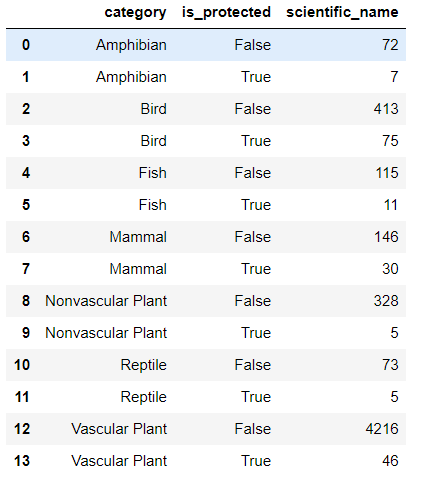 category is_protected scientific_name
0 Amphibian False 72
1 Amphibian True 7
2 Bird False 413
3 Bird True 75
4 Fish False 115
5 Fish True 11
6 Mammal False 146
7 Mammal True 30
8 Nonvascular Plant False 328
9 Nonvascular Plant True 5
10 Reptile False 73
11 Reptile True 5
12 Vascular Plant False 4216
13 Vascular Plant True 46